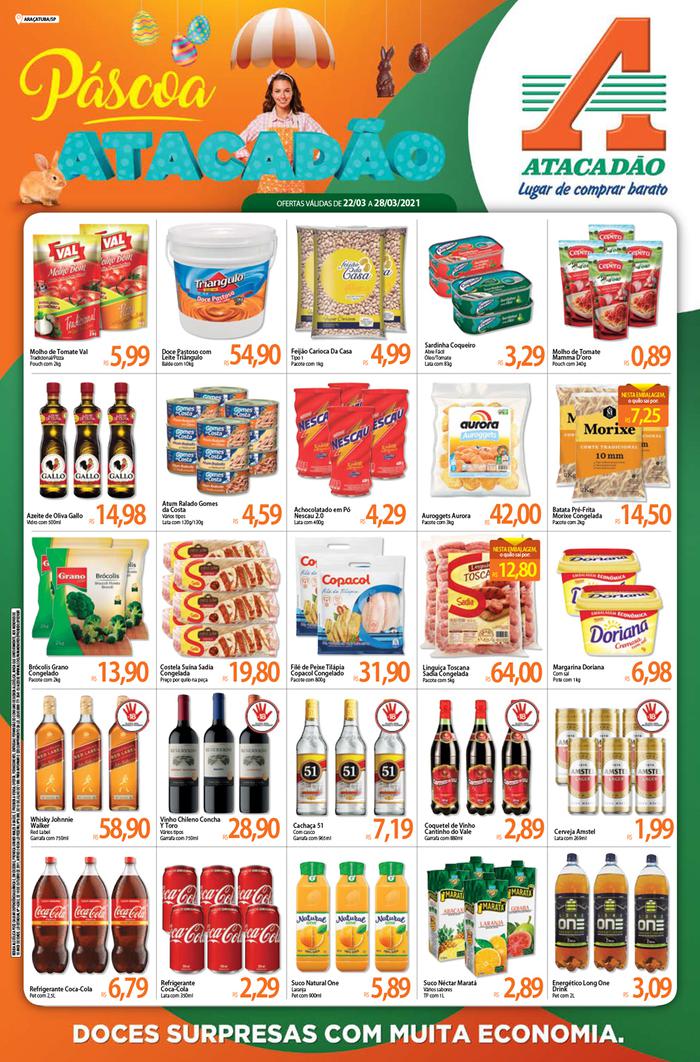 ARAÇATUBA/SP
Páscoa
ATACADÃO
ATACADÃO
Lugar de comprar barato
OFERTAS VÁLIDAS DE 22/03 A 28/03/2021
Molho de Tomate Val
Tradicional/Pizza
Pouch com 2kg
R$ 5,99
Doce Pastoso com
Leite Triângulo
Balde com 10kg
R$ 54,90
Feijão Carioca Da Casa
Tipo 1
Pacote com 1kg
R$ 4,99
Sardinha Coqueiro
Abre Fácil
Óleo/Tomate
Lata com 83g
R$ 3,29
Molho de Tomate
Mamma D'oro
Pouch com 340g
R$ 0,89
Azeite de Oliva Gallo
Vidro com 500ml
R$ 14,98
Atum Ralado Gomes
da Costa
Vários tipos
Lata com 120g/130g
R$ 4,59
Achocolatado em Pó
Nescau 2.0
Lata com 400g
R$ 4,29
Auroggets Aurora
Pacote com 3kg
R$ 42,00
NESTA EMBALAGEM,
o quilo sai por:
R$ 7,25
Batata Pré-Frita
Morixe Congelada
Pacote com 2kg
R$ 14,50
Brócolis Grano
Congelado
Pacote com 2kg
R$ 13,90
Costela Suína Sadia
Congelada
Preço por quilo na peça
R$ 19,80
Filé de Peixe Tilápia
Copacol Congelado
Pacote com 800g
R$ 31,90
NESTA EMBALAGEM,
o quilo sai por:
R$ 12,80
Linguiça Toscana
Sadia Congelada
Pacote com 5kg
R$ 64,00
Margarina Doriana
Com sal
Pote com 1kg
R$ 6,98
Whisky Johnnie
Walker
Red Label
Garrafa com 750ml
R$ 58,90
Vinho Chileno Concha
Y Toro
Vários tipos
Garrafa com 750ml
R$ 28,90
Cachaça 51
Com casco
Garrafa com 965ml
R$ 7,19
Coquetel de Vinho
Cantinho do Vale
Garrafa com 880ml
R$ 2,89
Cerveja Amstel
Lata com 269ml
R$ 1,99
Refrigerante Coca-Cola
Pet com 2,5L
R$ 6,79
Refrigerante
Coca-Cola
Lata com 350ml
R$ 2,29
Suco Natural One
Laranja
Pet com 900ml
R$ 5,89
Suco Néctar Maratá
Vários sabores
TP com 1L
R$ 2,89
Energético Long One
Drink
Pet com 2L
R$ 3,09
DOCES SURPRESAS COM MUITA ECONOMIA.